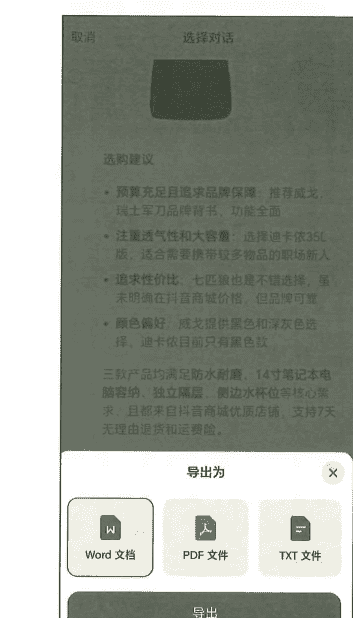 取消
选择对话
选购建议
• 预算充足且追求品牌保障：推荐威戈，
瑞士军刀品牌背书、功能全面
• 注重透气性和大容量：选择迪卡侬35L
版，适合需要携带较多物品的职场新人
• 追求性价比：七匹狼也是不错选择，虽
未明确在抖音商城价格，但品牌可靠
• 颜色偏好：威戈提供黑色和深灰色选
择，迪卡侬目前只有黑色款
三款产品均满足防水耐磨、14寸笔记本电
脑容纳、独立隔层、侧边水杯位等核心需
求，且都来自抖音商城优质店铺，支持7天
无理由退货和运费险。
导出为
Word 文档
PDF 文件
TXT 文件
导出